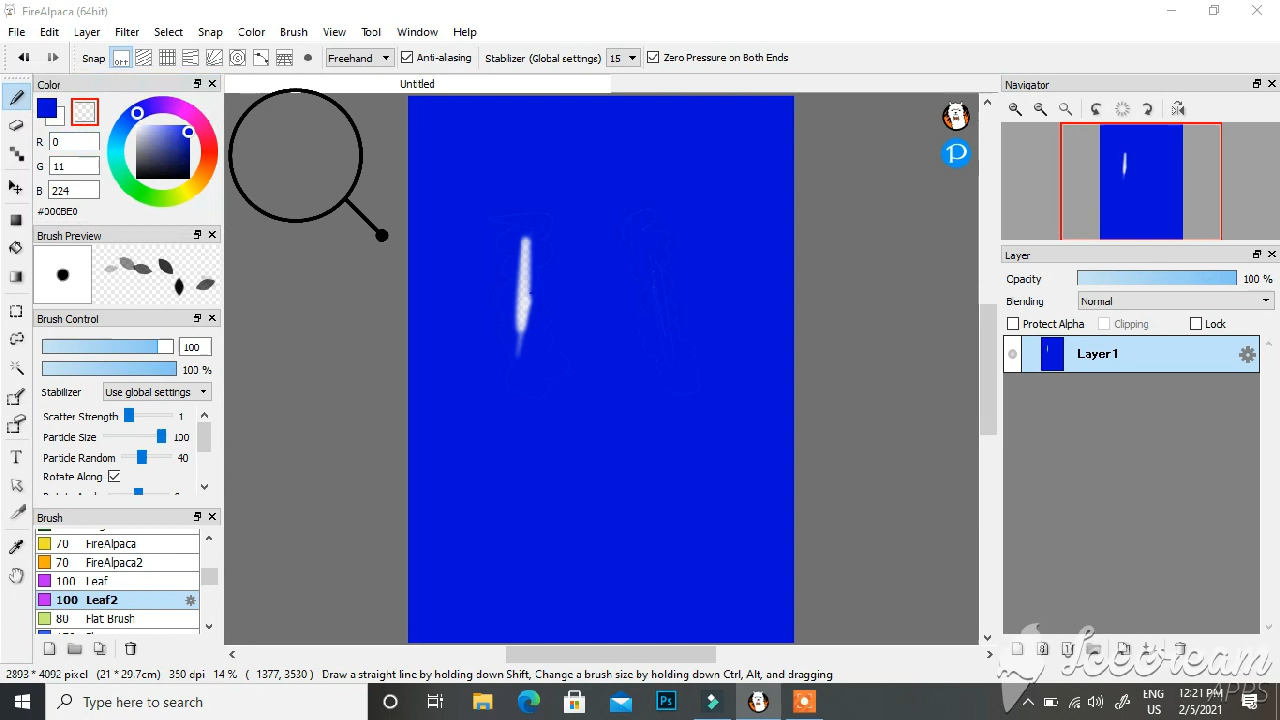 FireAlpaca (64bit)
File Edit Layer Filter Select Snap Color Brush View Tool Window Help
Snap OFF Freehand Anti-aliasing Stabilizer (Global settings) 15 Zero Pressure on Both Ends
Color Untitled Navigator
R 0
G 11
B 224
#000BE0
Brush Preview
Layer
Opacity 100 %
Blending Normal
Protect Alpha Clipping Lock
Layer1
Brush Control
100
100 %
Stabilizer Use global settings
Scatter Strength 1
Particle Size 100
Particle Random 40
Rotate Along
Brush
70 FireAlpaca
70 FireAlpaca2
100 Leaf
100 Leaf2
80 Flat Brush
2893 * 4092 pixel (21 * 29.7cm) 350 dpi 14 % ( -1377, 3530 ) Draw a straight line by holding down Shift, Change a brush size by holding down Ctrl, Alt, and dragging
Icecream
APPS
Type here to search
Ps
ENG
US
12:21 PM
2/5/2021